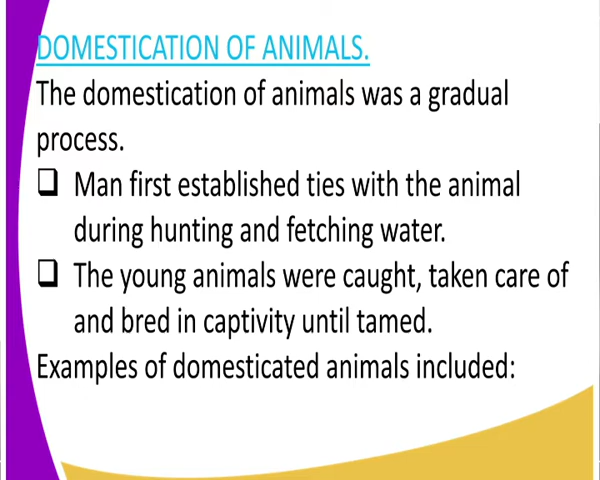 DOMESTICATION OF ANIMALS.
The domestication of animals was a gradual
process.
❑ Man first established ties with the animal
during hunting and fetching water.
❑ The young animals were caught, taken care of
and bred in captivity until tamed.
Examples of domesticated animals included: